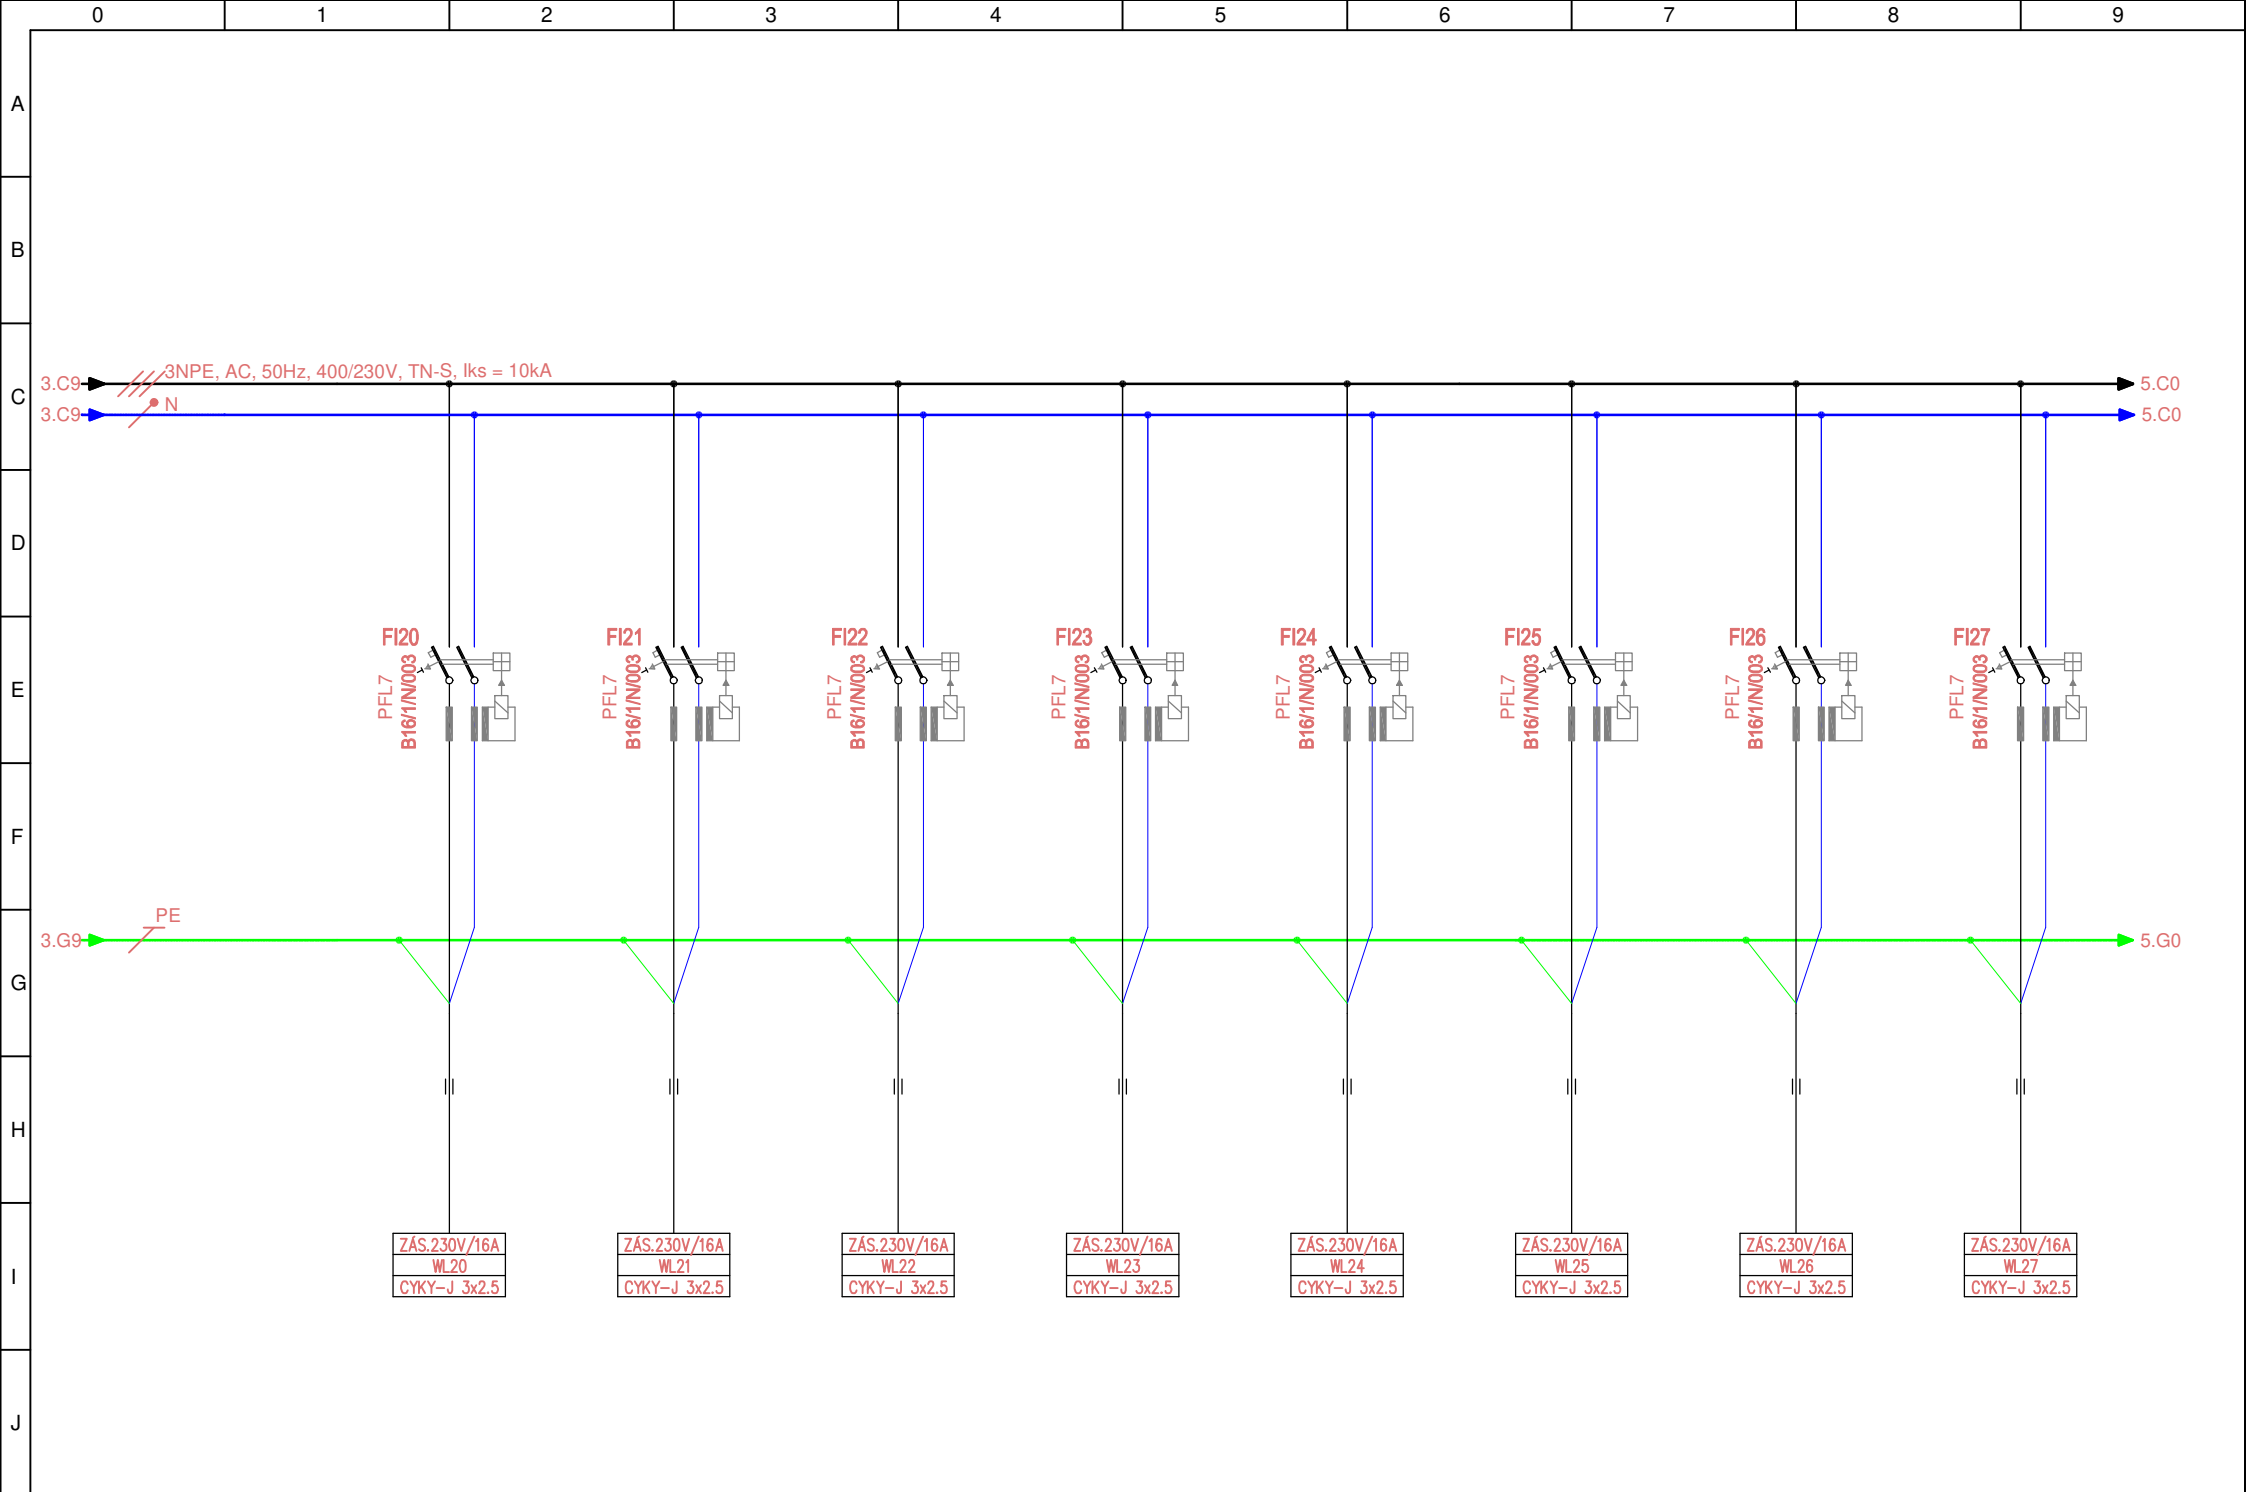 0 1 2 3 4 5 6 7 8 9
A
B
3NPE, AC, 50Hz, 400/230V, TN-S, Iks = 10kA
3.C9 5.C0
C
N
3.C9 5.C0
D
FI20 FI21 FI22 FI23 FI24 FI25 FI26 FI27
PFL7 PFL7 PFL7 PFL7 PFL7 PFL7 PFL7 PFL7
B16/1/N/003 B16/1/N/003 B16/1/N/003 B16/1/N/003 B16/1/N/003 B16/1/N/003 B16/1/N/003 B16/1/N/003
E
F
PE
3.G9 5.G0
G
H
ZÁS.230V/16A ZÁS.230V/16A ZÁS.230V/16A ZÁS.230V/16A ZÁS.230V/16A ZÁS.230V/16A ZÁS.230V/16A ZÁS.230V/16A
WL20 WL21 WL22 WL23 WL24 WL25 WL26 WL27
I
CYKY-J 3x2.5 CYKY-J 3x2.5 CYKY-J 3x2.5 CYKY-J 3x2.5 CYKY-J 3x2.5 CYKY-J 3x2.5 CYKY-J 3x2.5 CYKY-J 3x2.5
J